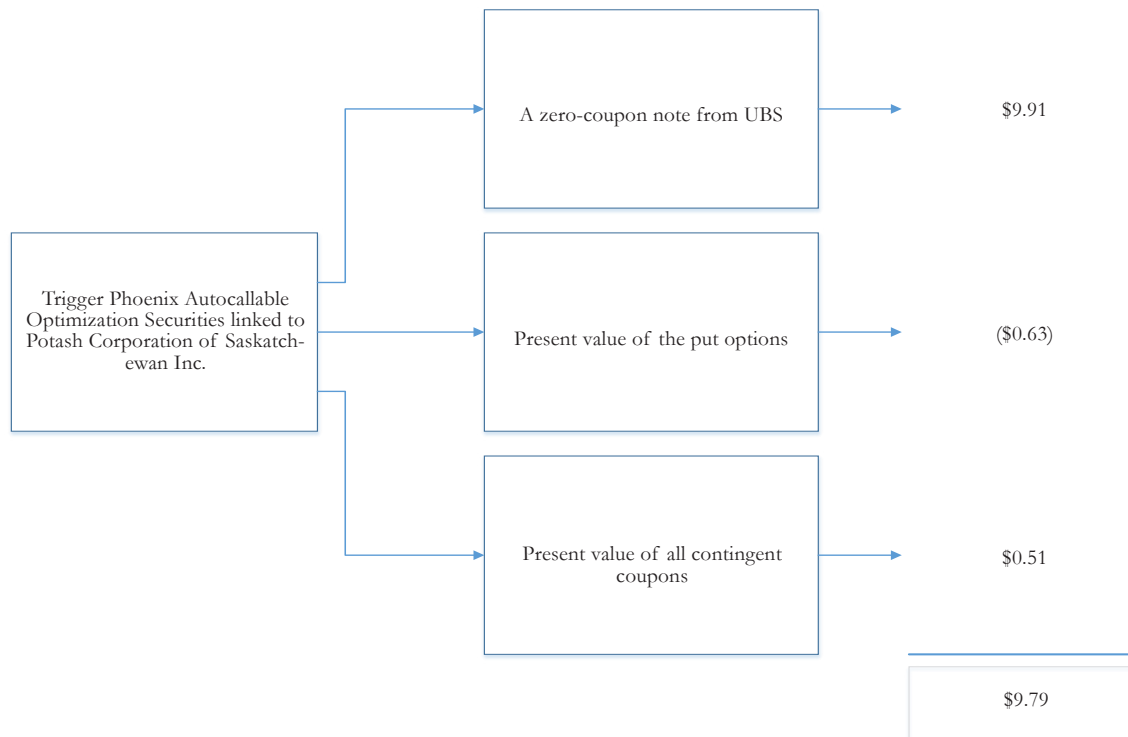 A zero-coupon note from UBS
$9.91
Trigger Phoenix Autocallable
Optimization Securities linked to
Potash Corporation of Saskatch-
ewan Inc.
Present value of the put options
($0.63)
Present value of all contingent
coupons
$0.51
$9.79